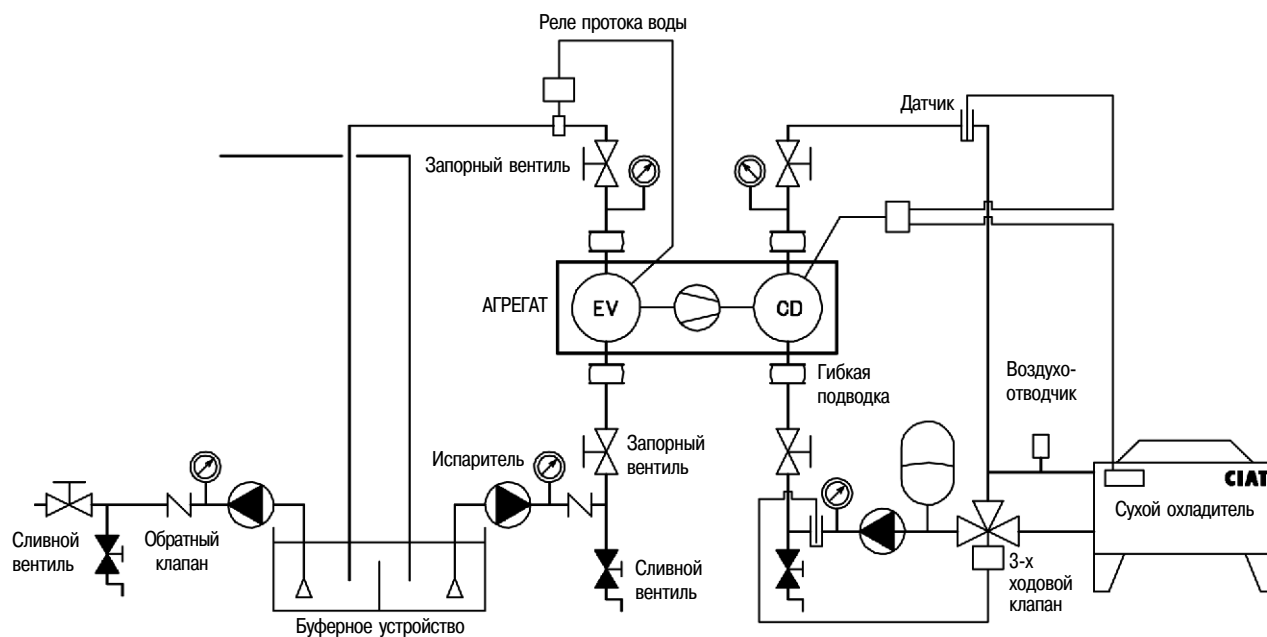 Реле протока воды
Датчик
Запорный вентиль
АГРЕГАТ
EV
CD
Гибкая
подводка
Воздухо-
отводчик
Испаритель
Запорный
вентиль
CIAT
Сухой охладитель
Сливной
вентиль
Обратный
клапан
Сливной
вентиль
3-х
ходовой
клапан
Буферное устройство